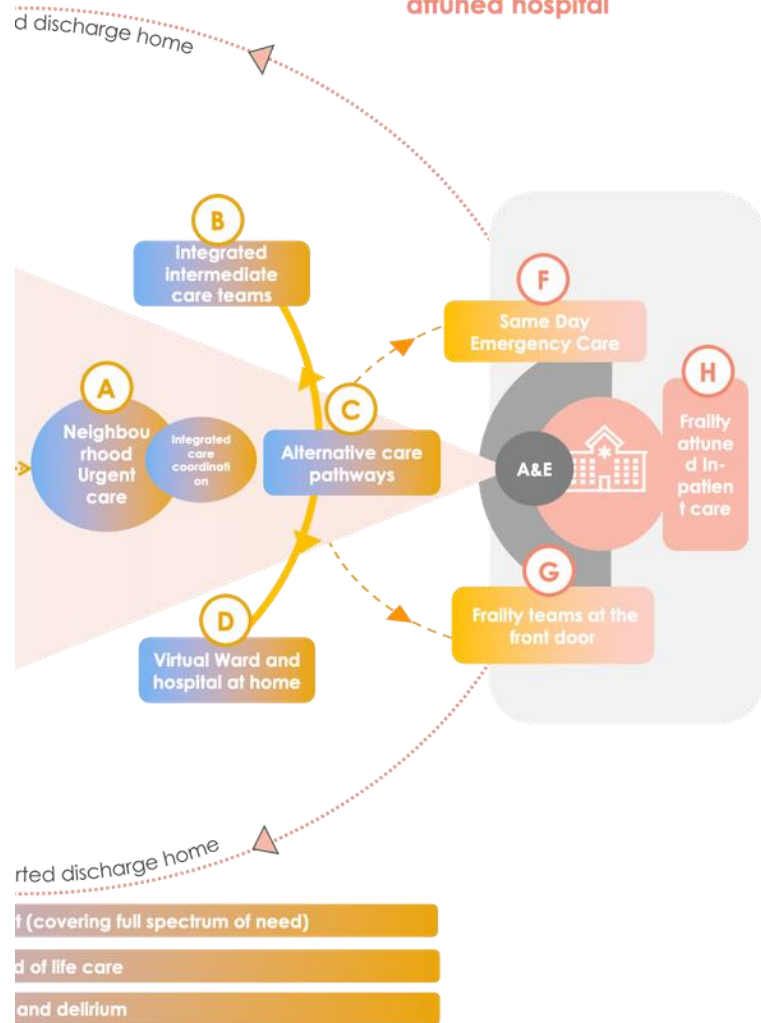 attuned hospital
d discharge home
B
integrated
intermediate
care teams
F
Same Day
Emergency Care
A
Neighbou
rhood
Urgent
care
Integrated
care
coordinati
on
C
Alternative care
pathways
A&E
H
Frailty
attune
d In-
patien
t care
G
Frailty teams at the
front door
D
Virtual Ward and
hospital at home
rted discharge home
t (covering full spectrum of need)
d of life care
and delirium